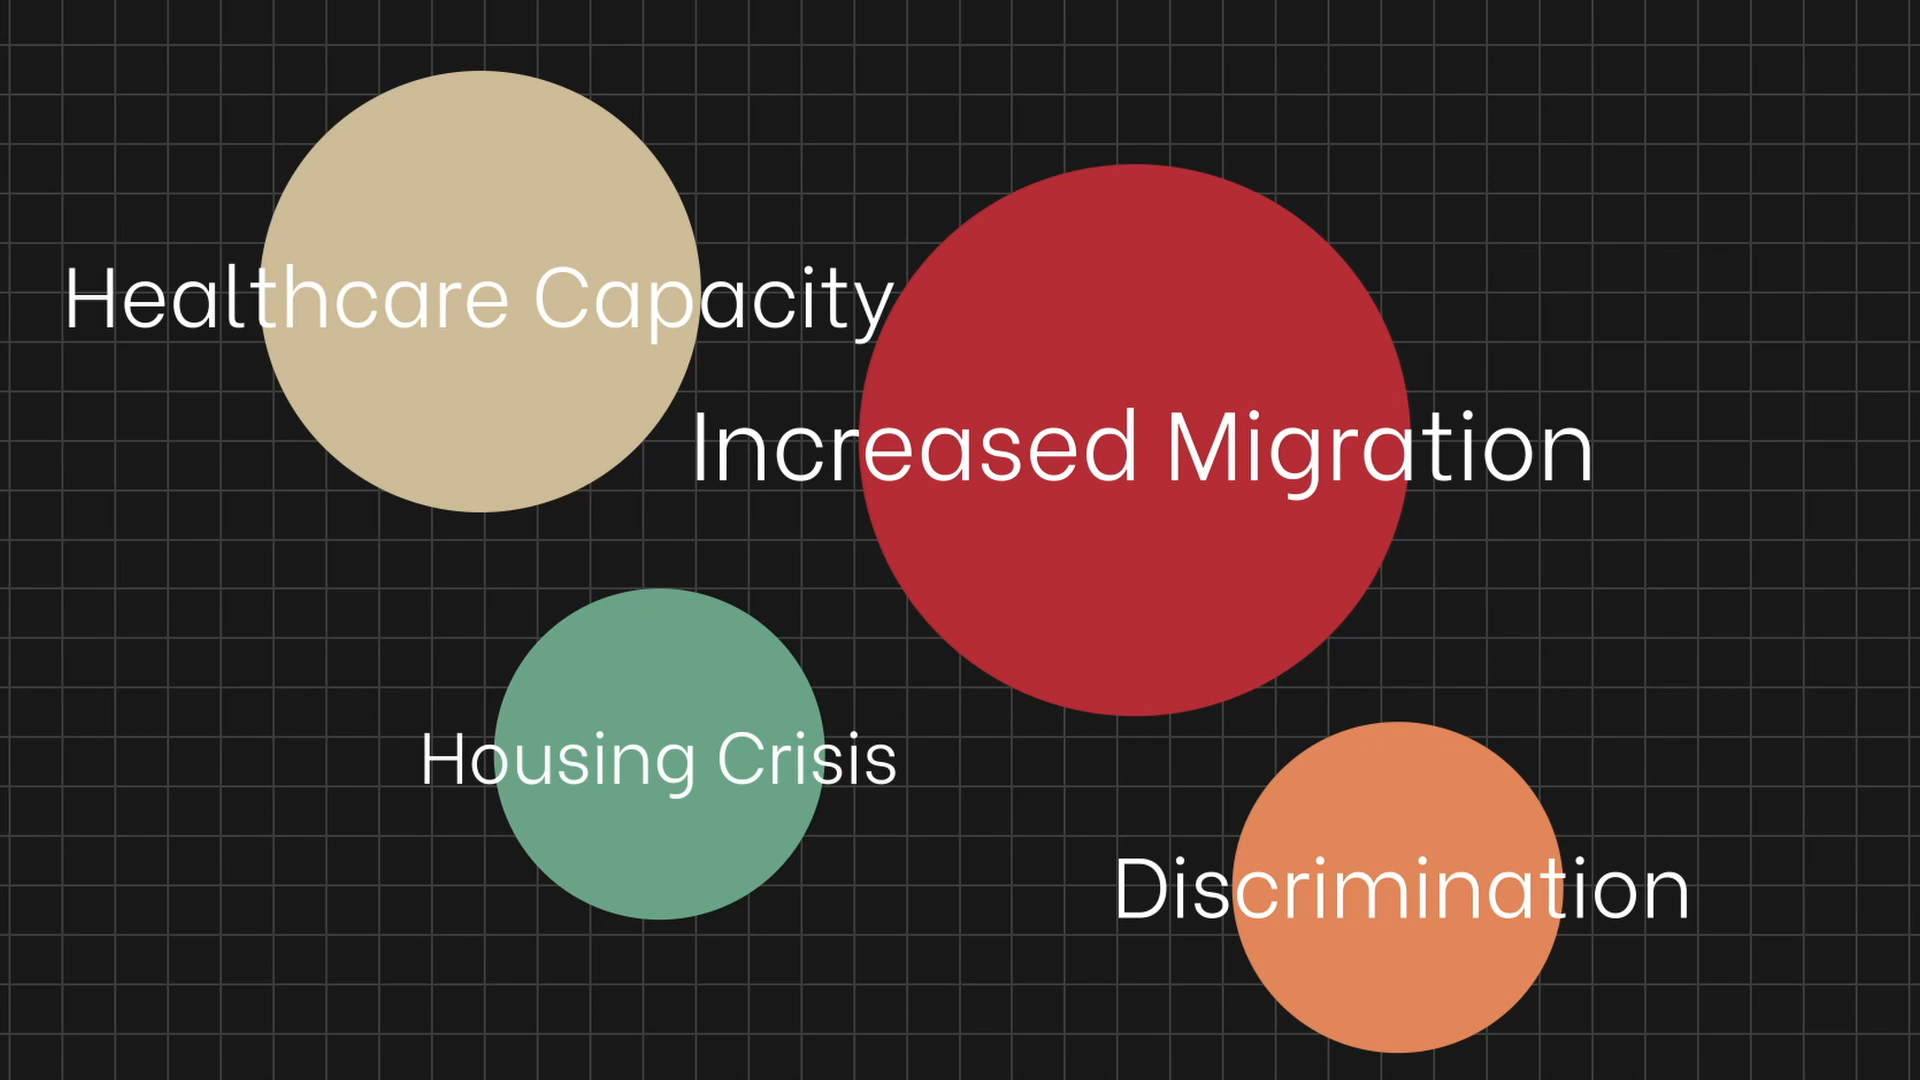 Healthcare Capacity
Increased Migration
Housing Crisis
Discrimination